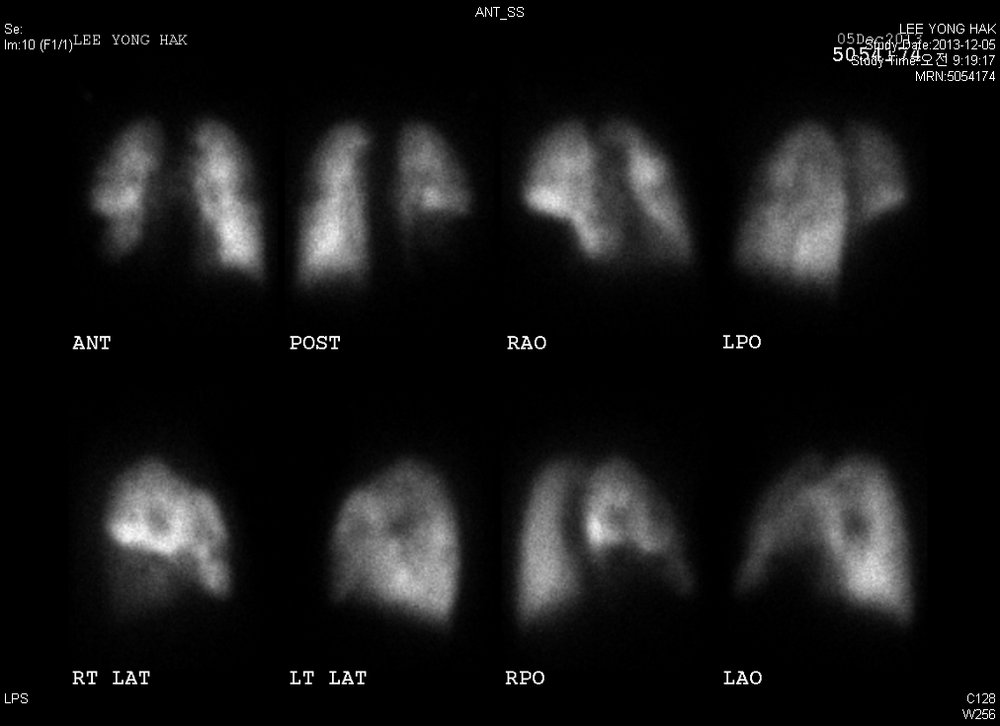 ANT_SS
Se:
Im:10 (F1/1)
LEE YONG HAK
LEE YONG HAK
05Dec2013
Study Date:2013-12-05
5054174
Study Time:오전 9:19:17
MRN:5054174
ANT
POST
RAO
LPO
RT LAT
LT LAT
RPO
LAO
LPS
C128
W256